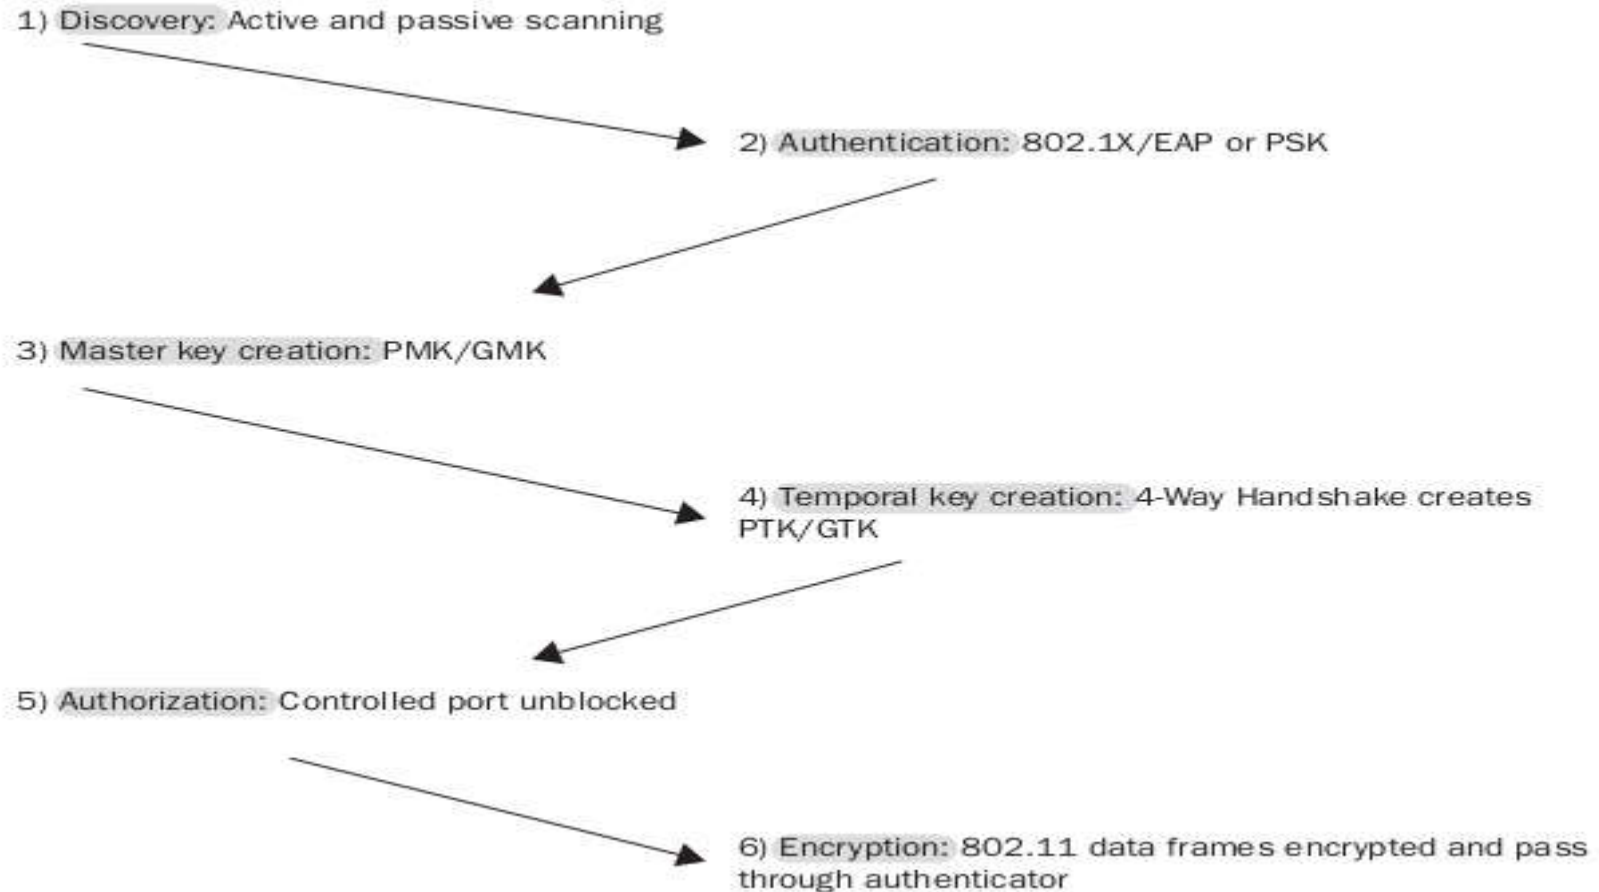 1) Discovery: Active and passive scanning
2) Authentication: 802.1X/EAP or PSK
3) Master key creation: PMK/GMK
4) Temporal key creation: 4-Way Handshake creates
PTK/GTK
5) Authorization: Controlled port unblocked
6) Encryption: 802.11 data frames encrypted and pass
through authenticator